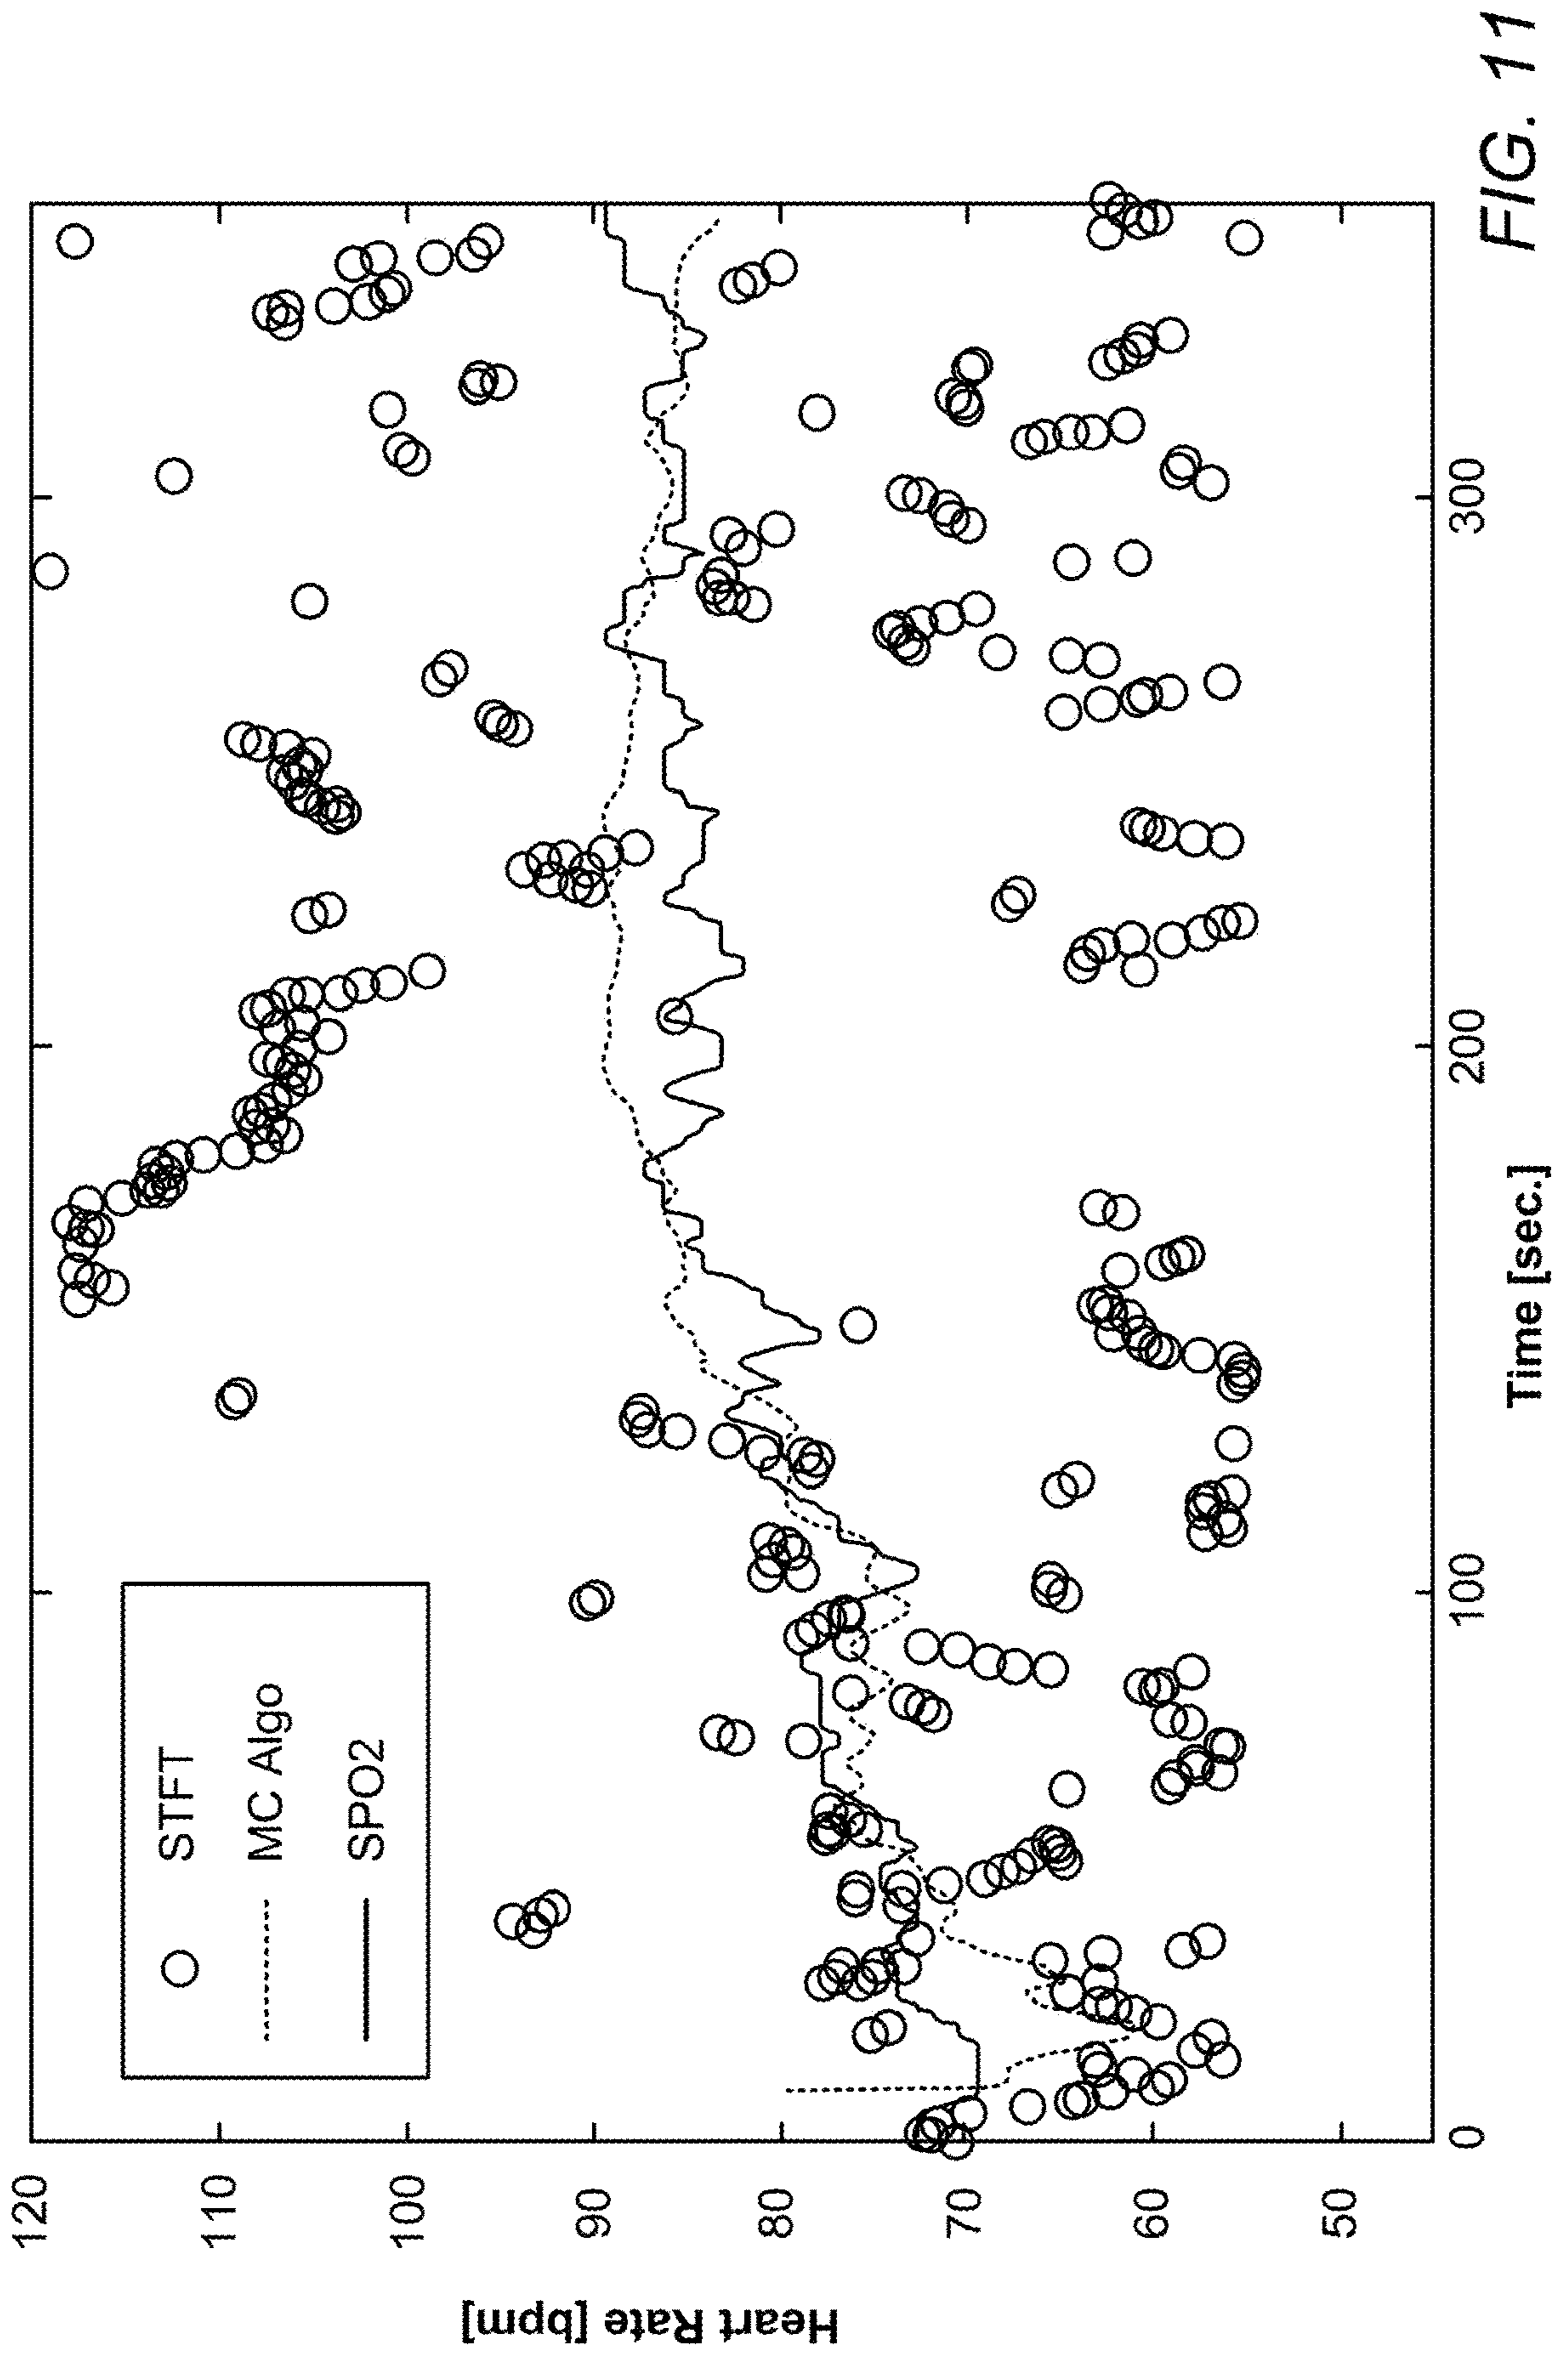 STFT
MC Algo
SPO2
120
110
100
90
80
70
60
50
Heart Rate [bpm]
0
100
200
300
Time [sec.]
FIG. 11